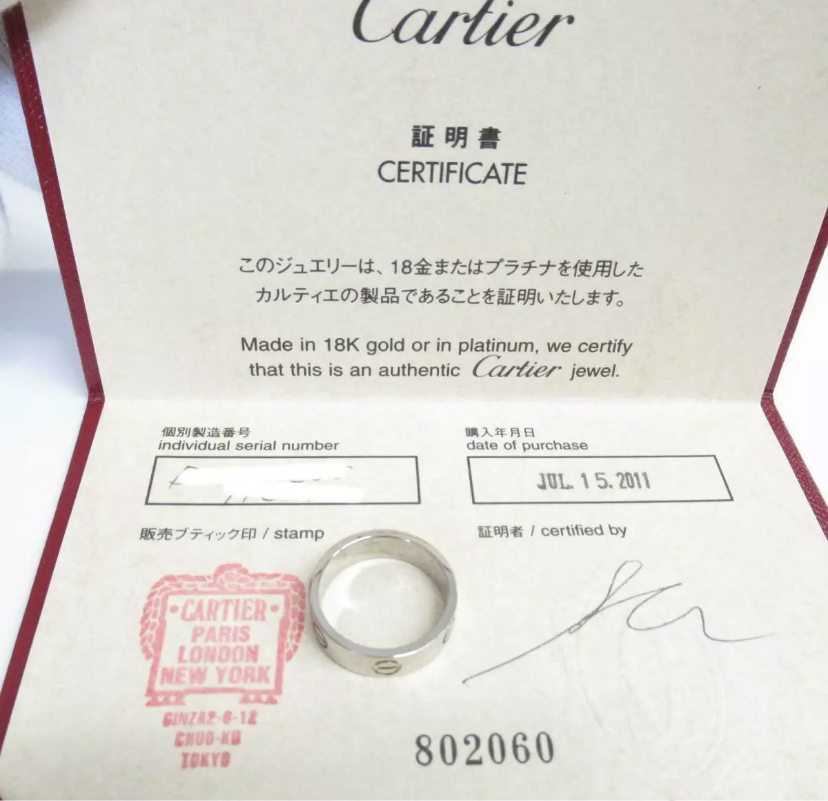 Cartier
証明書
CERTIFICATE
このジュエリーは、18金またはプラチナを使用した
カルティエの製品であることを証明いたします。
Made in 18K gold or in platinum, we certify
that this is an authentic Cartier jewel.
個別製造番号
individual serial number
購入年月日
date of purchase
JUL. 15. 2011
販売ブティック印 / stamp
証明者 / certified by
·CARTIER·
PARIS
LONDON
NEW YORK
GINZA2-6-12
CHUO-KU
TOKYO
802060